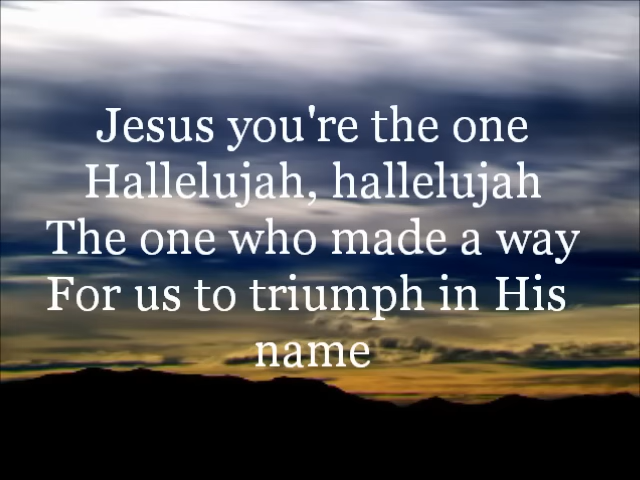 Jesus you're the one
Hallelujah, hallelujah
The one who made a way
For us to triumph in His
name